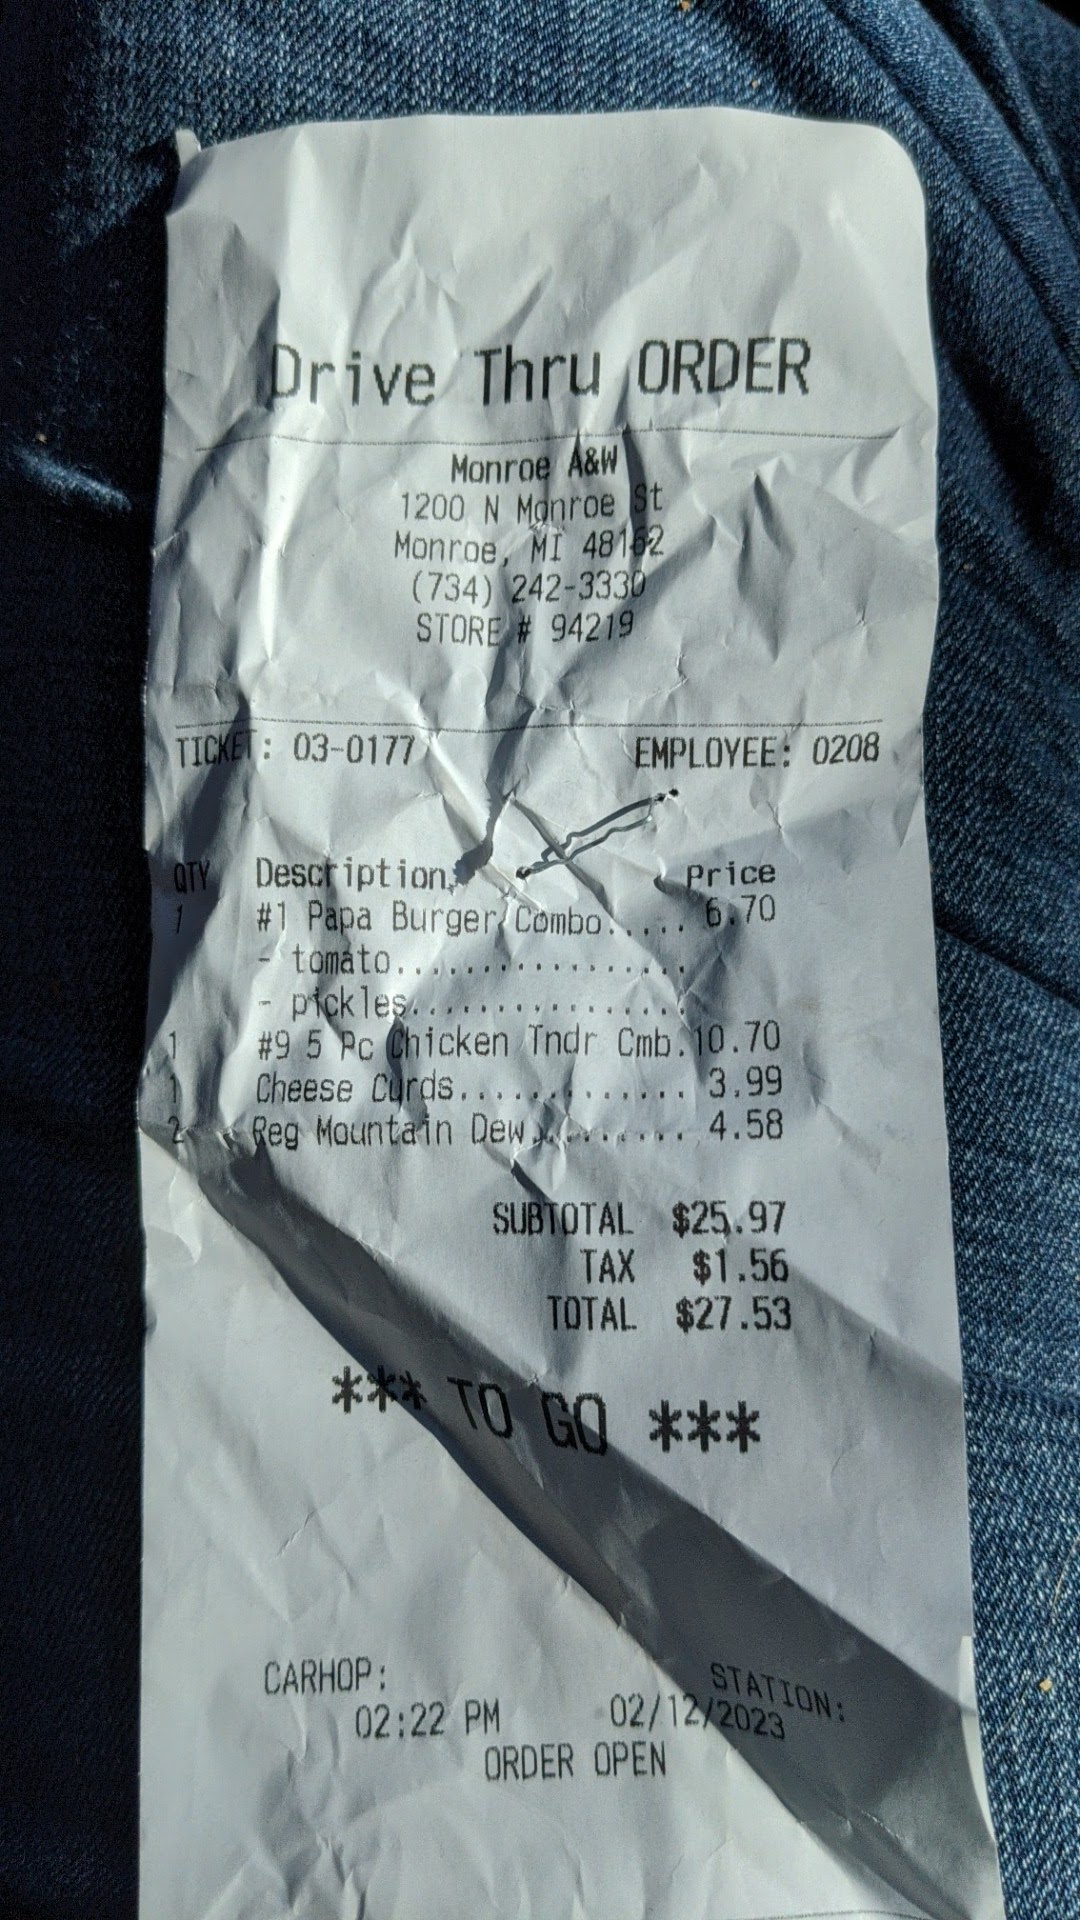 Drive Thru ORDER
Monroe A&W
1200 N Monroe St
Monroe, MI 48162
(734) 242-3330
STORE # 94219
TICKET: 03-0177 EMPLOYEE: 0208
QTY Description Price
1 #1 Papa Burger Combo..... 6.70
- tomato.................
- pickles................
1 #9 5 Pc Chicken Tndr Cmb.10.70
1 Cheese Curds............. 3.99
2 Reg Mountain Dew......... 4.58
SUBTOTAL $25.97
TAX $1.56
TOTAL $27.53
*** TO GO ***
CARHOP: STATION:
02:22 PM 02/12/2023
ORDER OPEN